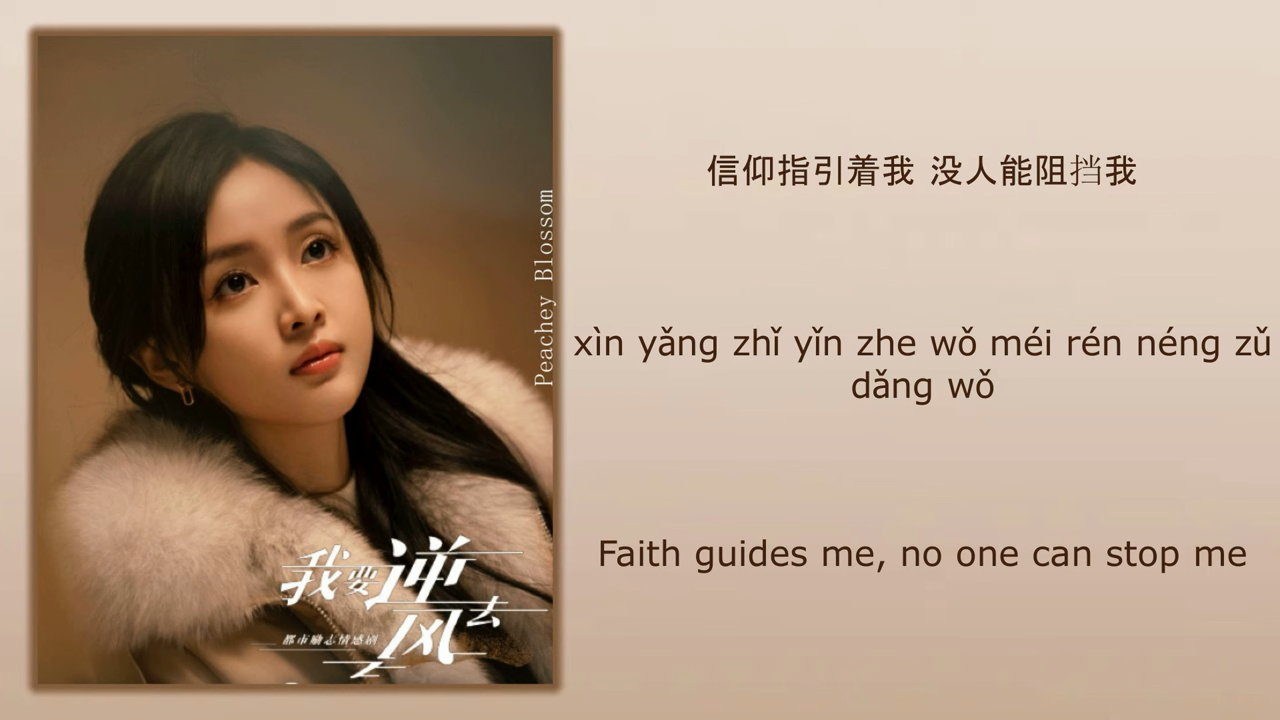 信仰指引着我 没人能阻挡我
xìn yǎng zhǐ yǐn zhe wǒ méi rén néng zǔ
dǎng wǒ
Faith guides me, no one can stop me
Peachey Blossom
我要逆风去
都市励志情感剧